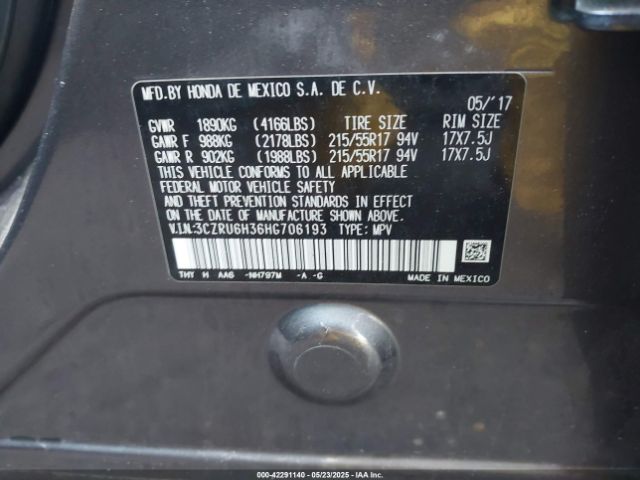 MFD.BY HONDA DE MEXICO S.A. DE C.V.
05/'17
GVWR 1890KG (4166LBS) TIRE SIZE RIM SIZE
GAWR F 988KG (2178LBS) 215/55R17 94V 17X7.5J
GAWR R 902KG (1988LBS) 215/55R17 94V 17X7.5J
THIS VEHICLE CONFORMS TO ALL APPLICABLE
FEDERAL MOTOR VEHICLE SAFETY
AND THEFT PREVENTION STANDARDS IN EFFECT
ON THE DATE OF MANUFACTURE SHOWN ABOVE.
V.I.N:3CZRU6H36HG706193 TYPE: MPV
THY H AA6 -NH797M -A -G MADE IN MEXICO
000-42291140 - 05/23/2025 - IAAI.COM